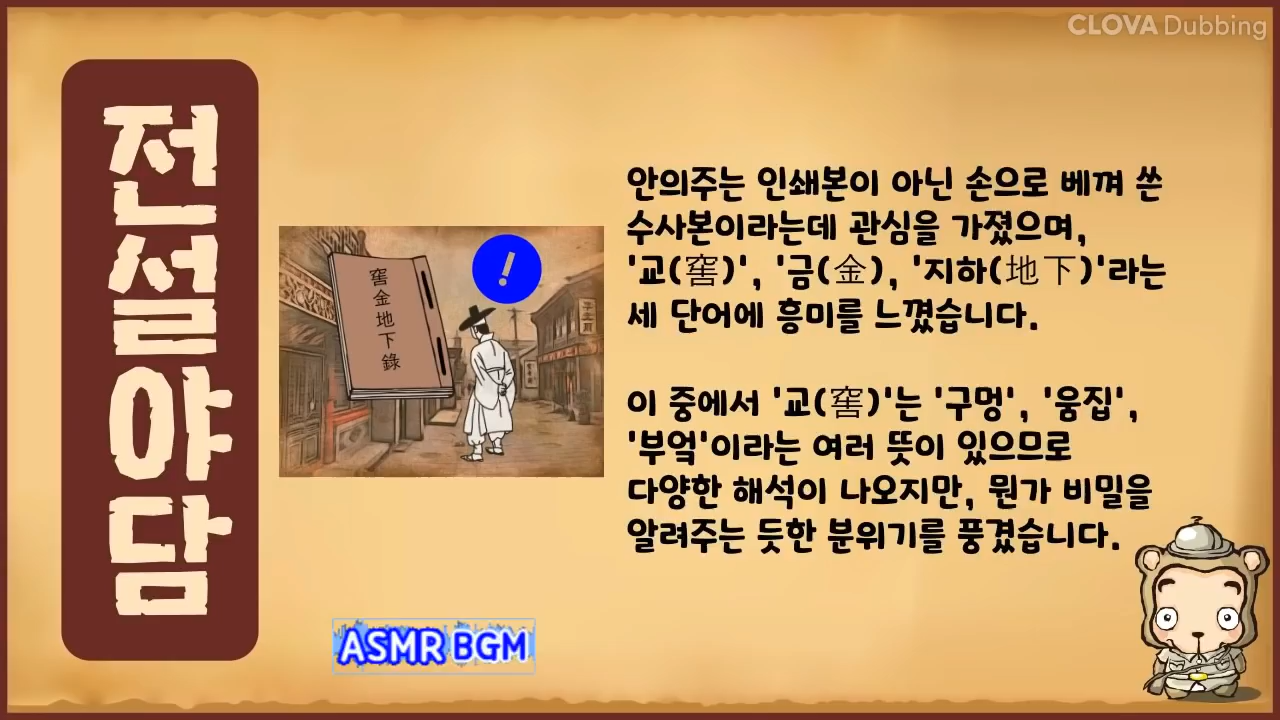 CLOVA Dubbing
전설야담
窖金地下錄
!
안의주는 인쇄본이 아닌 손으로 베껴 쓴
수사본이라는데 관심을 가졌으며,
'교(窖)', '금(金), '지하(地下)'라는
세 단어에 흥미를 느꼈습니다.
이 중에서 '교(窖)'는 '구멍', '움집',
'부엌'이라는 여러 뜻이 있으므로
다양한 해석이 나오지만, 뭔가 비밀을
알려주는 듯한 분위기를 풍겼습니다.
ASMR BGM